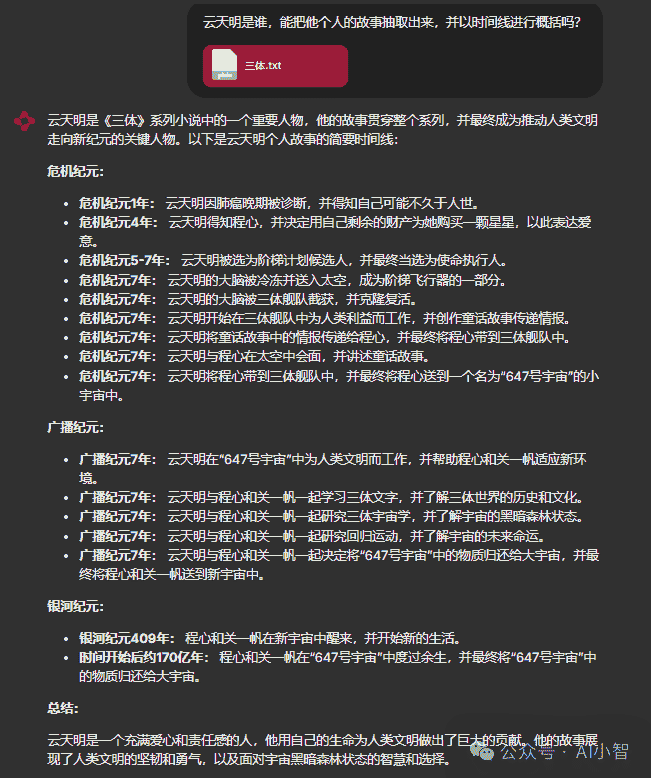 云天明是谁，能把他个人的故事抽取出来，并以时间线进行概括吗？
三体.txt
云天明是《三体》系列小说中的一个重要人物，他的故事贯穿整个系列，并最终成为推动人类文明
走向新纪元的关键人物。以下是云天明个人故事的简要时间线：
危机纪元：
• 危机纪元1年： 云天明因肺癌晚期被诊断，并得知自己可能不久于人世。
• 危机纪元4年： 云天明得知程心，并决定用自己剩余的财产为她购买一颗星星，以此表达爱
意。
• 危机纪元5-7年： 云天明被选为阶梯计划候选人，并最终当选为使命执行人。
• 危机纪元7年： 云天明的大脑被冷冻并送入太空，成为阶梯飞行器的一部分。
• 危机纪元7年： 云天明的大脑被三体舰队截获，并克隆复活。
• 危机纪元7年： 云天明开始在三体舰队中为人类利益而工作，并创作童话故事传递情报。
• 危机纪元7年： 云天明将童话故事中的情报传递给程心，并最终将程心带到三体舰队中。
• 危机纪元7年： 云天明与程心在太空中会面，并讲述童话故事。
• 危机纪元7年： 云天明将程心带到三体舰队中，并最终将程心送到一个名为“647号宇宙”的小
宇宙中。
广播纪元：
• 广播纪元7年： 云天明在“647号宇宙”中为人类文明而工作，并帮助程心和关一帆适应新环
境。
• 广播纪元7年： 云天明与程心和关一帆一起学习三体文字，并了解三体世界的历史和文化。
• 广播纪元7年： 云天明与程心和关一帆一起研究三体宇宙学，并了解宇宙的黑暗森林状态。
• 广播纪元7年： 云天明与程心和关一帆一起研究回归运动，并了解宇宙的未来命运。
• 广播纪元7年： 云天明与程心和关一帆一起决定将“647号宇宙”中的物质归还给大宇宙，并最
终将程心和关一帆送到新宇宙中。
银河纪元：
• 银河纪元409年： 程心和关一帆在新宇宙中醒来，并开始新的生活。
• 时间开始后约170亿年： 程心和关一帆在“647号宇宙”中度过余生，并最终将“647号宇宙”中
的物质归还给大宇宙。
总结：
云天明是一个充满爱心和责任感的人，他用自己的生命为人类文明做出了巨大的贡献。他的故事展
现了人类文明的坚韧和勇气，以及面对宇宙黑暗森林状态的智慧和选择。
公众号 · AI小智